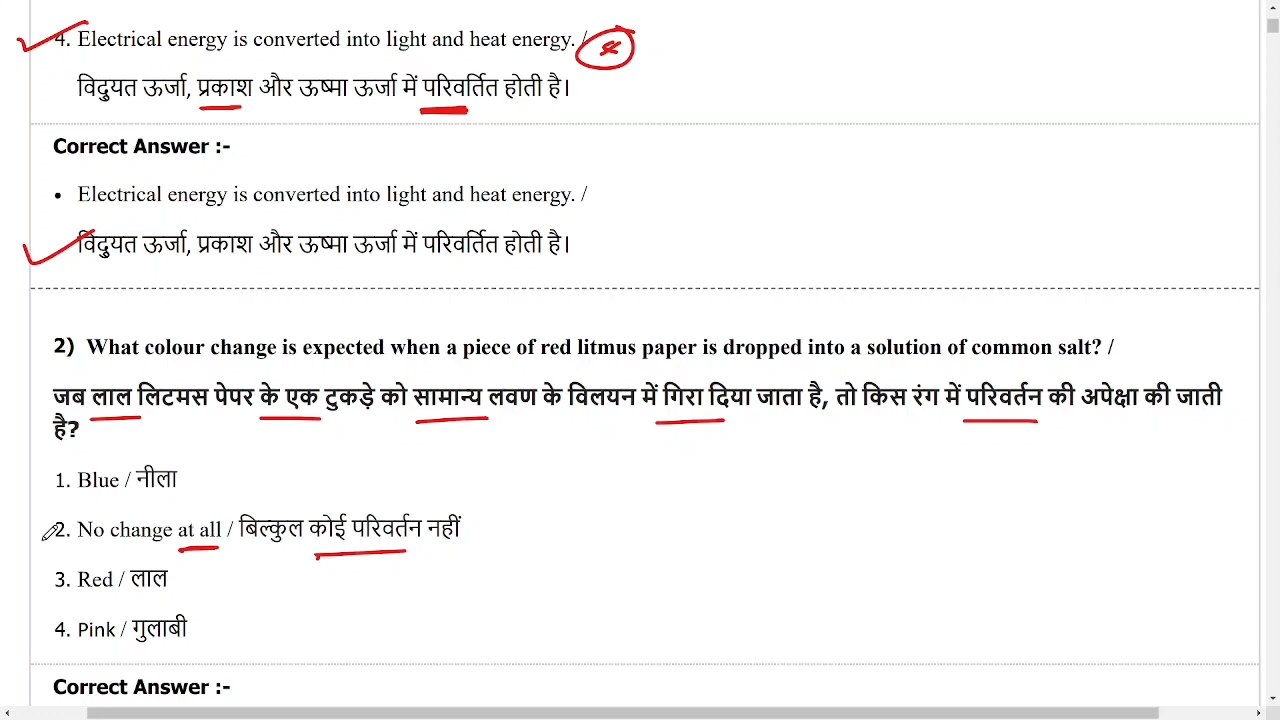 4. Electrical energy is converted into light and heat energy. / 4
विद्युयत ऊर्जा, प्रकाश और ऊष्मा ऊर्जा में परिवर्तित होती है।
Correct Answer :-
• Electrical energy is converted into light and heat energy. /
विद्युयत ऊर्जा, प्रकाश और ऊष्मा ऊर्जा में परिवर्तित होती है।
2) What colour change is expected when a piece of red litmus paper is dropped into a solution of common salt? /
जब लाल लिटमस पेपर के एक टुकड़े को सामान्य लवण के विलयन में गिरा दिया जाता है, तो किस रंग में परिवर्तन की अपेक्षा की जाती
है?
1. Blue / नीला
2. No change at all / बिल्कुल कोई परिवर्तन नहीं
3. Red / लाल
4. Pink / गुलाबी
Correct Answer :-